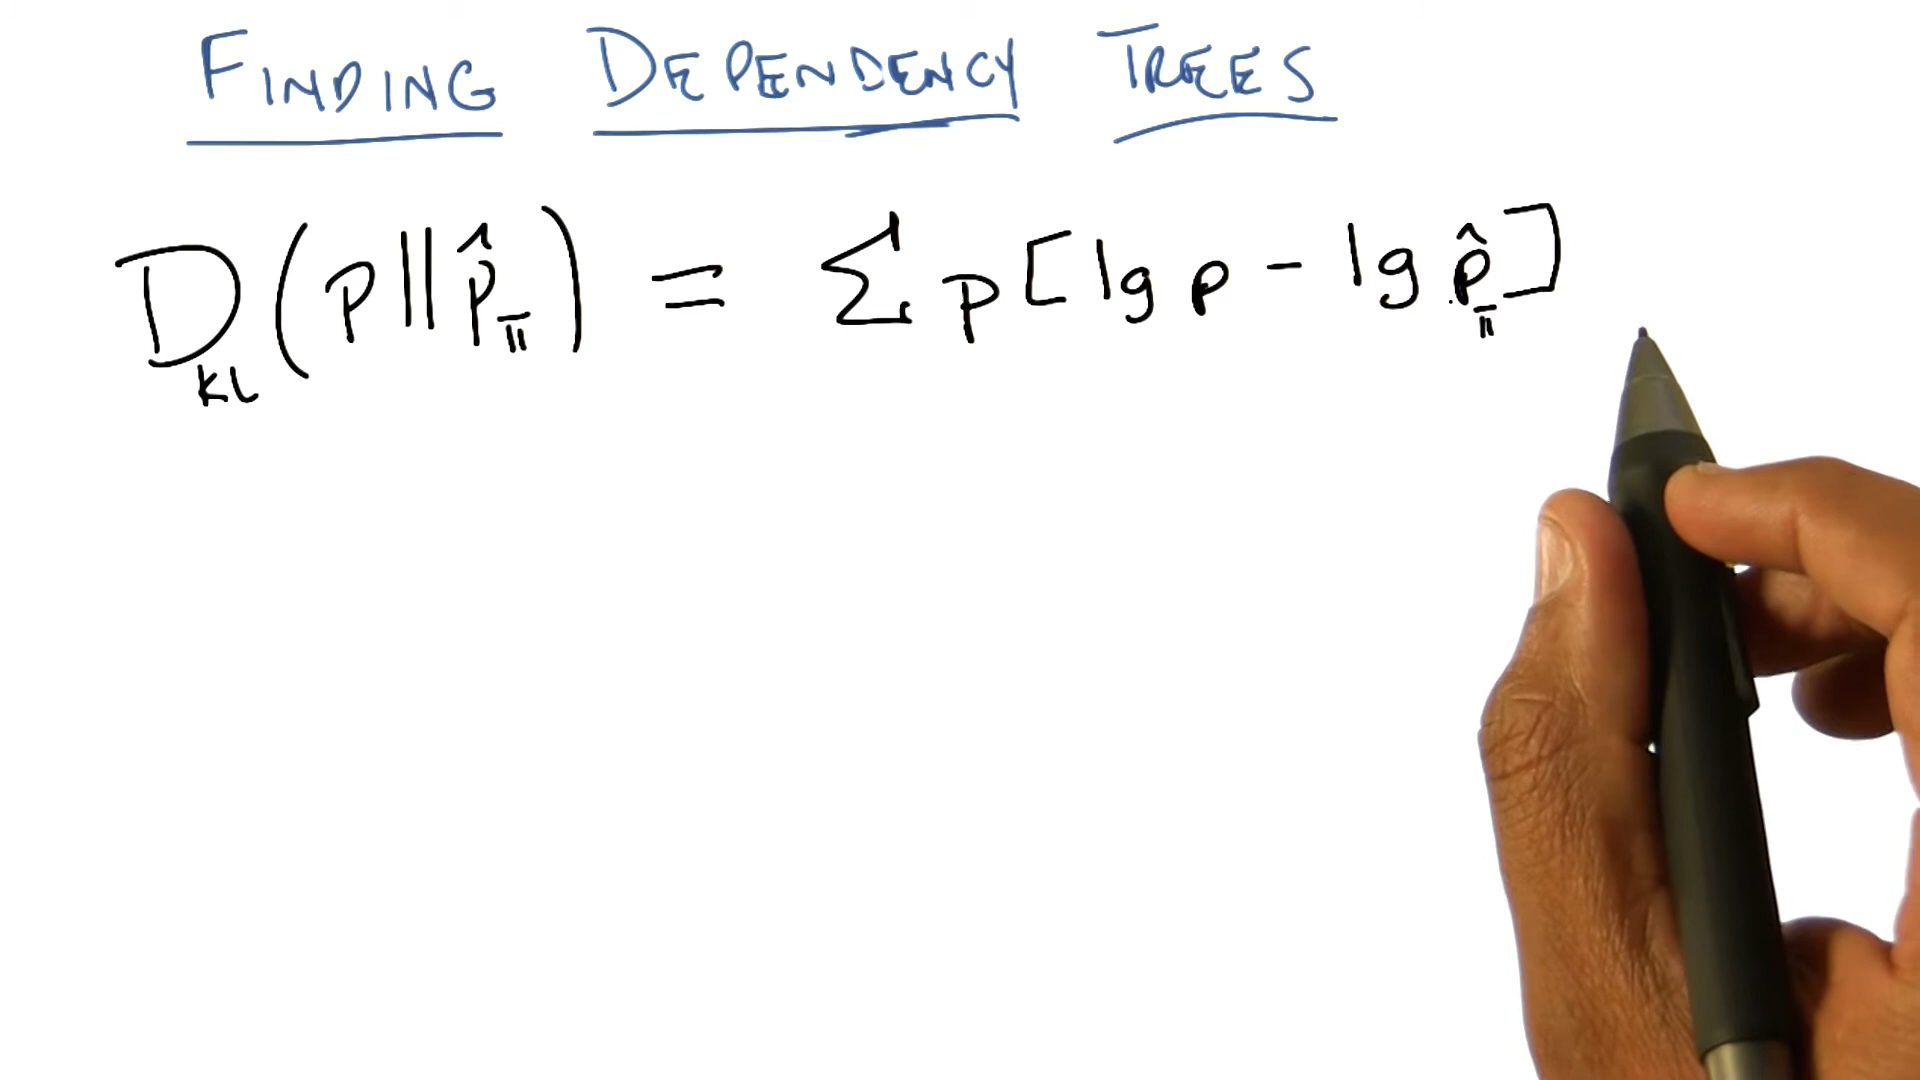 FINDING DEPENDENCY TREES
D_KL(p||p̂_π) = Σ p[lg p - lg p̂_π]